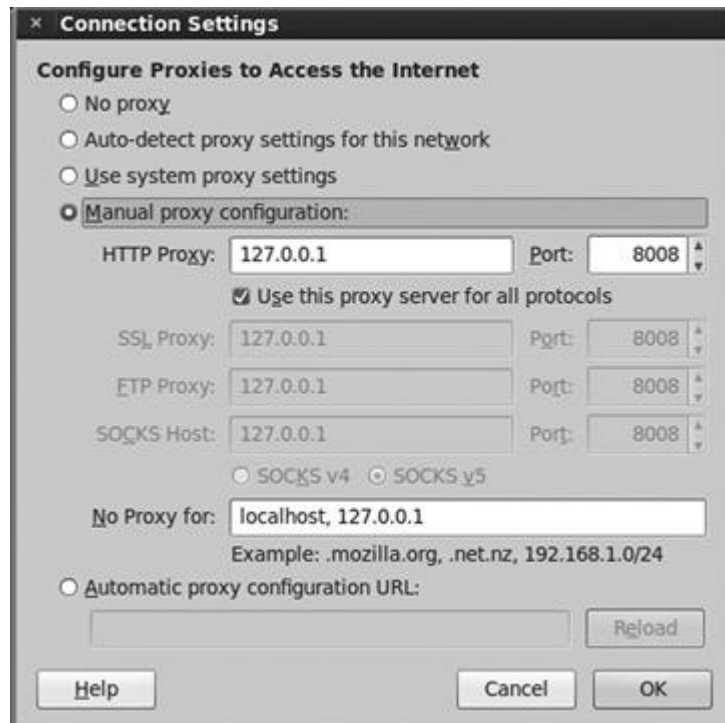 × Connection Settings
Configure Proxies to Access the Internet
No proxy
Auto-detect proxy settings for this network
Use system proxy settings
Manual proxy configuration:
HTTP Proxy: 127.0.0.1 Port: 8008
Use this proxy server for all protocols
SSL Proxy: 127.0.0.1 Port: 8008
FTP Proxy: 127.0.0.1 Port: 8008
SOCKS Host: 127.0.0.1 Port: 8008
SOCKS v4 SOCKS v5
No Proxy for: localhost, 127.0.0.1
Example: .mozilla.org, .net.nz, 192.168.1.0/24
Automatic proxy configuration URL:
Reload
Help Cancel OK